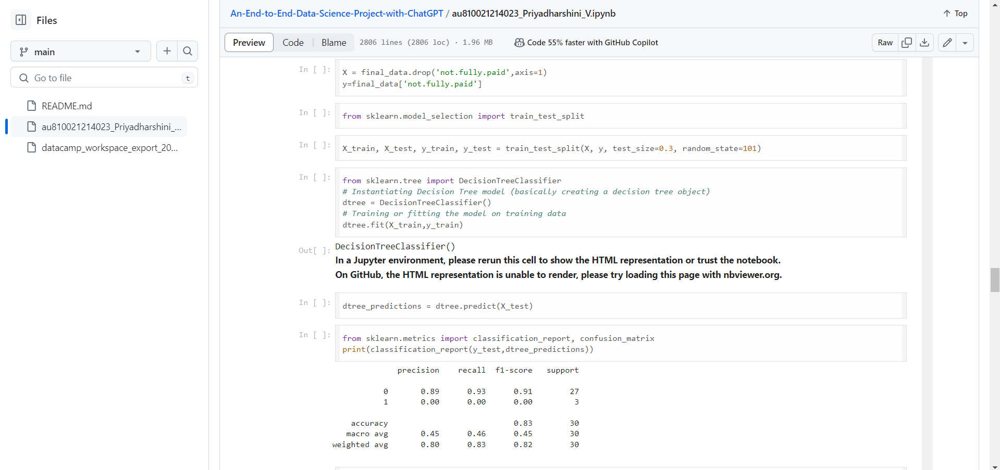 Files
main
Go to file
t
README.md
au810021214023_Priyadharshini_...
datacamp_workspace_export_20...
An-End-to-End-Data-Science-Project-with-ChatGPT / au810021214023_Priyadharshini_V.ipynb
Top
Preview Code Blame 2806 lines (2806 loc) · 1.96 MB Code 55% faster with GitHub Copilot Raw
In [ ]:
X = final_data.drop('not.fully.paid',axis=1)
y=final_data['not.fully.paid']
In [ ]:
from sklearn.model_selection import train_test_split
In [ ]:
X_train, X_test, y_train, y_test = train_test_split(X, y, test_size=0.3, random_state=101)
In [ ]:
from sklearn.tree import DecisionTreeClassifier
# Instantiating Decision Tree model (basically creating a decision tree object)
dtree = DecisionTreeClassifier()
# Training or fitting the model on training data
dtree.fit(X_train,y_train)
Out[ ]:
DecisionTreeClassifier()
In a Jupyter environment, please rerun this cell to show the HTML representation or trust the notebook.
On GitHub, the HTML representation is unable to render, please try loading this page with nbviewer.org.
In [ ]:
dtree_predictions = dtree.predict(X_test)
In [ ]:
from sklearn.metrics import classification_report, confusion_matrix
print(classification_report(y_test,dtree_predictions))
precision recall f1-score support
0 0.89 0.93 0.91 27
1 0.00 0.00 0.00 3
accuracy 0.83 30
macro avg 0.45 0.46 0.45 30
weighted avg 0.80 0.83 0.82 30